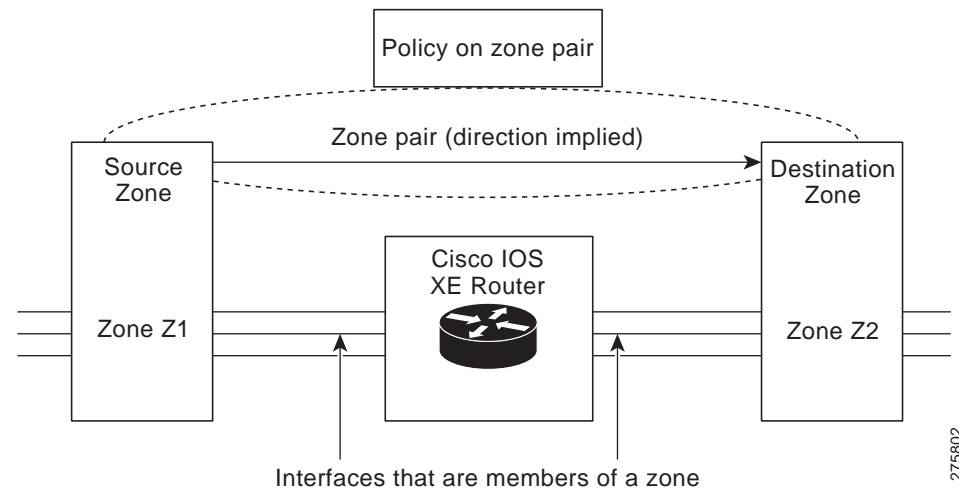 Policy on zone pair
Zone pair (direction implied)
Source
Zone
Destination
Zone
Cisco IOS
XE Router
Zone Z1
Zone Z2
Interfaces that are members of a zone
275802